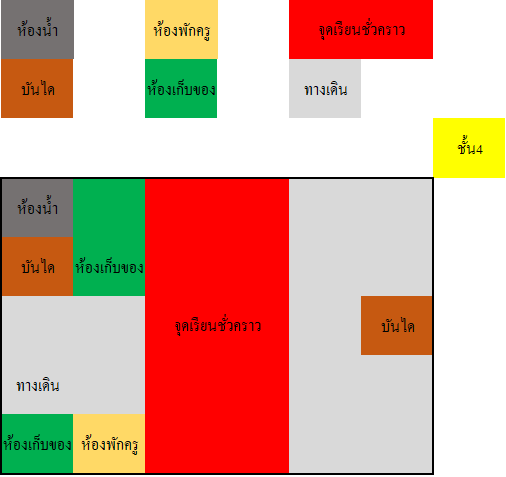 ห้องน้ำ
ห้องพักครู
จุดเรียนชั่วคราว
บันได
ห้องเก็บของ
ทางเดิน
ชั้น4
ห้องน้ำ
บันได
ห้องเก็บของ
จุดเรียนชั่วคราว
บันได
ทางเดิน
ห้องเก็บของ
ห้องพักครู